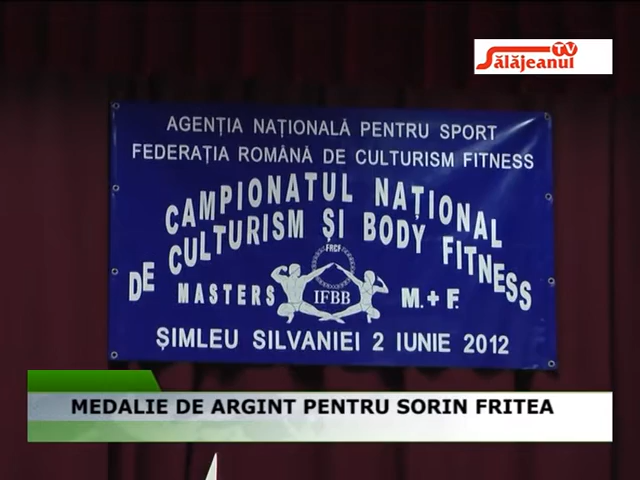 Sălăjeanul TV
AGENȚIA NAȚIONALĂ PENTRU SPORT
FEDERAȚIA ROMÂNĂ DE CULTURISM FITNESS
CAMPIONATUL NAȚIONAL
DE CULTURISM ȘI BODY FITNESS
FRCF
MASTERS IFBB M.+F.
ȘIMLEU SILVANIEI 2 IUNIE 2012
MEDALIE DE ARGINT PENTRU SORIN FRITEA